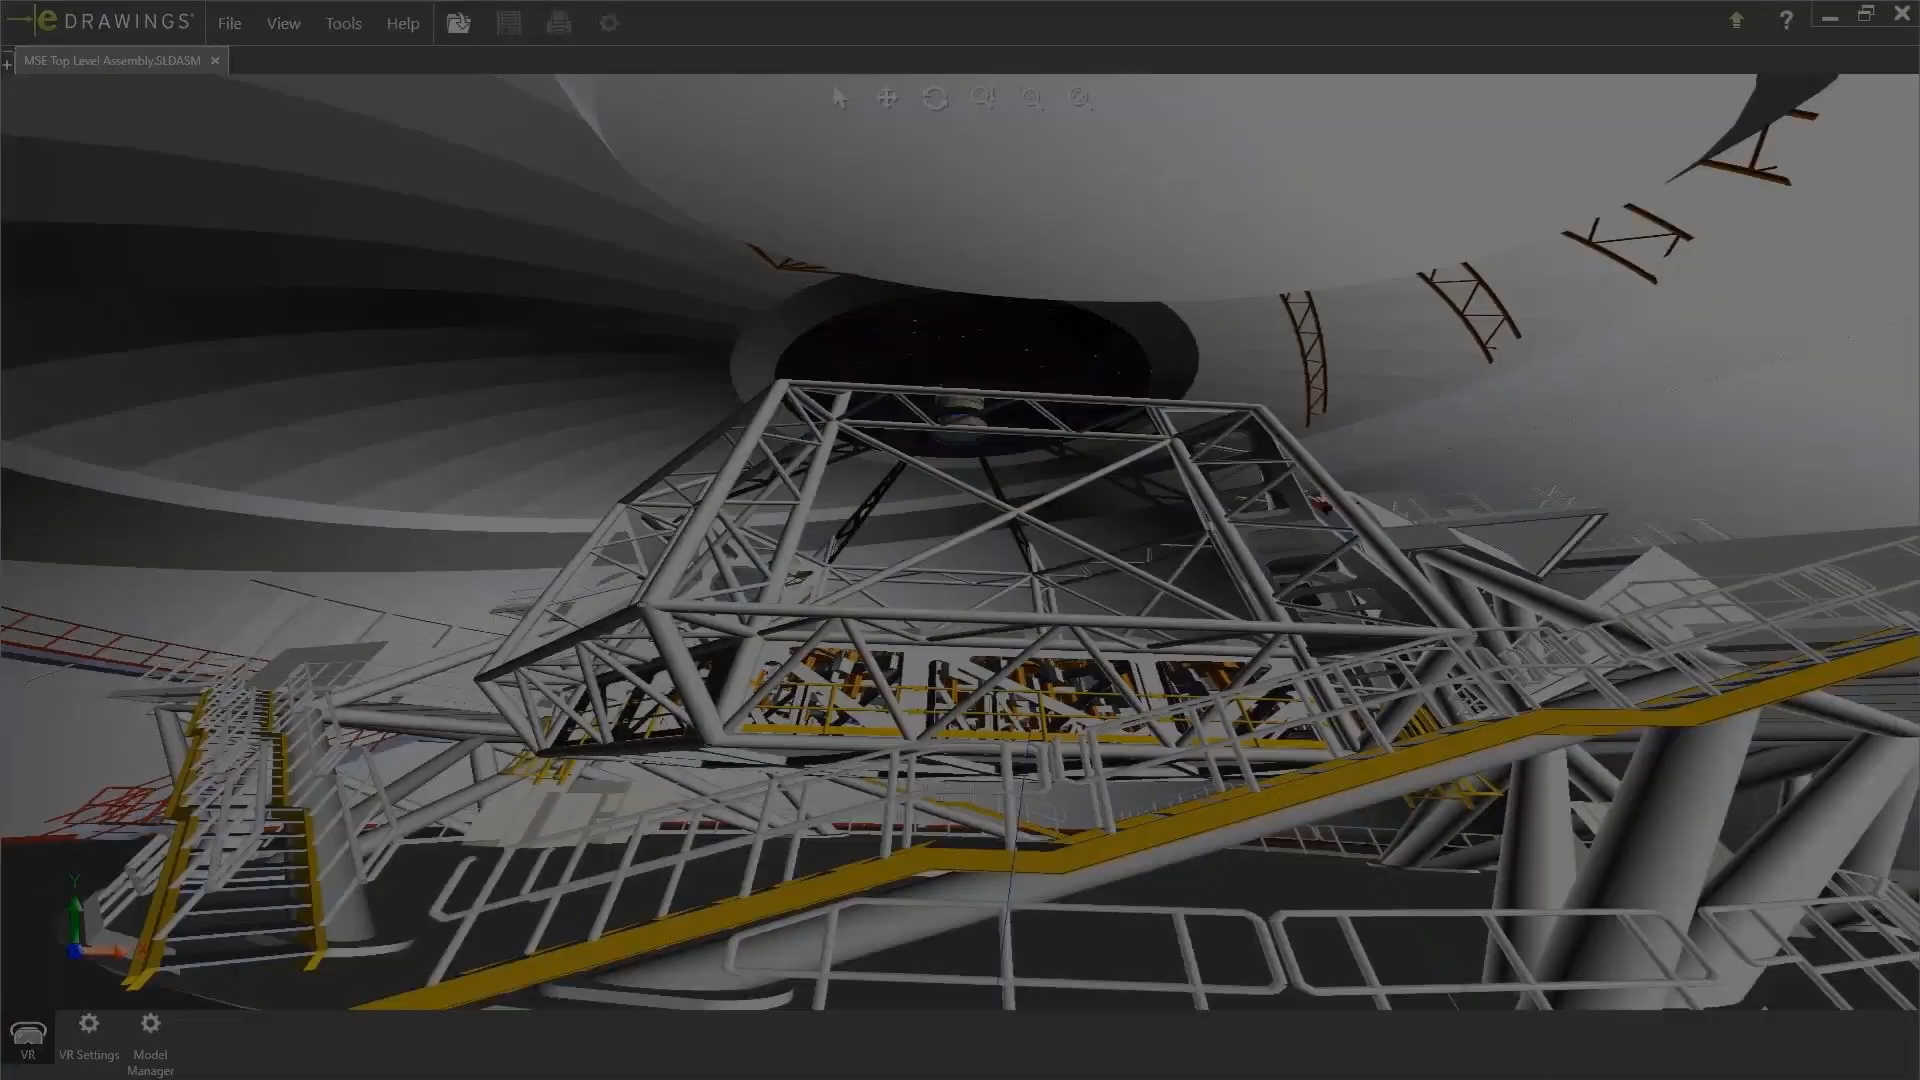 eDRAWINGS®
File View Tools Help
MSE Top Level Assembly.SLDASM
Y
X
VR
VR Settings
Model Manager